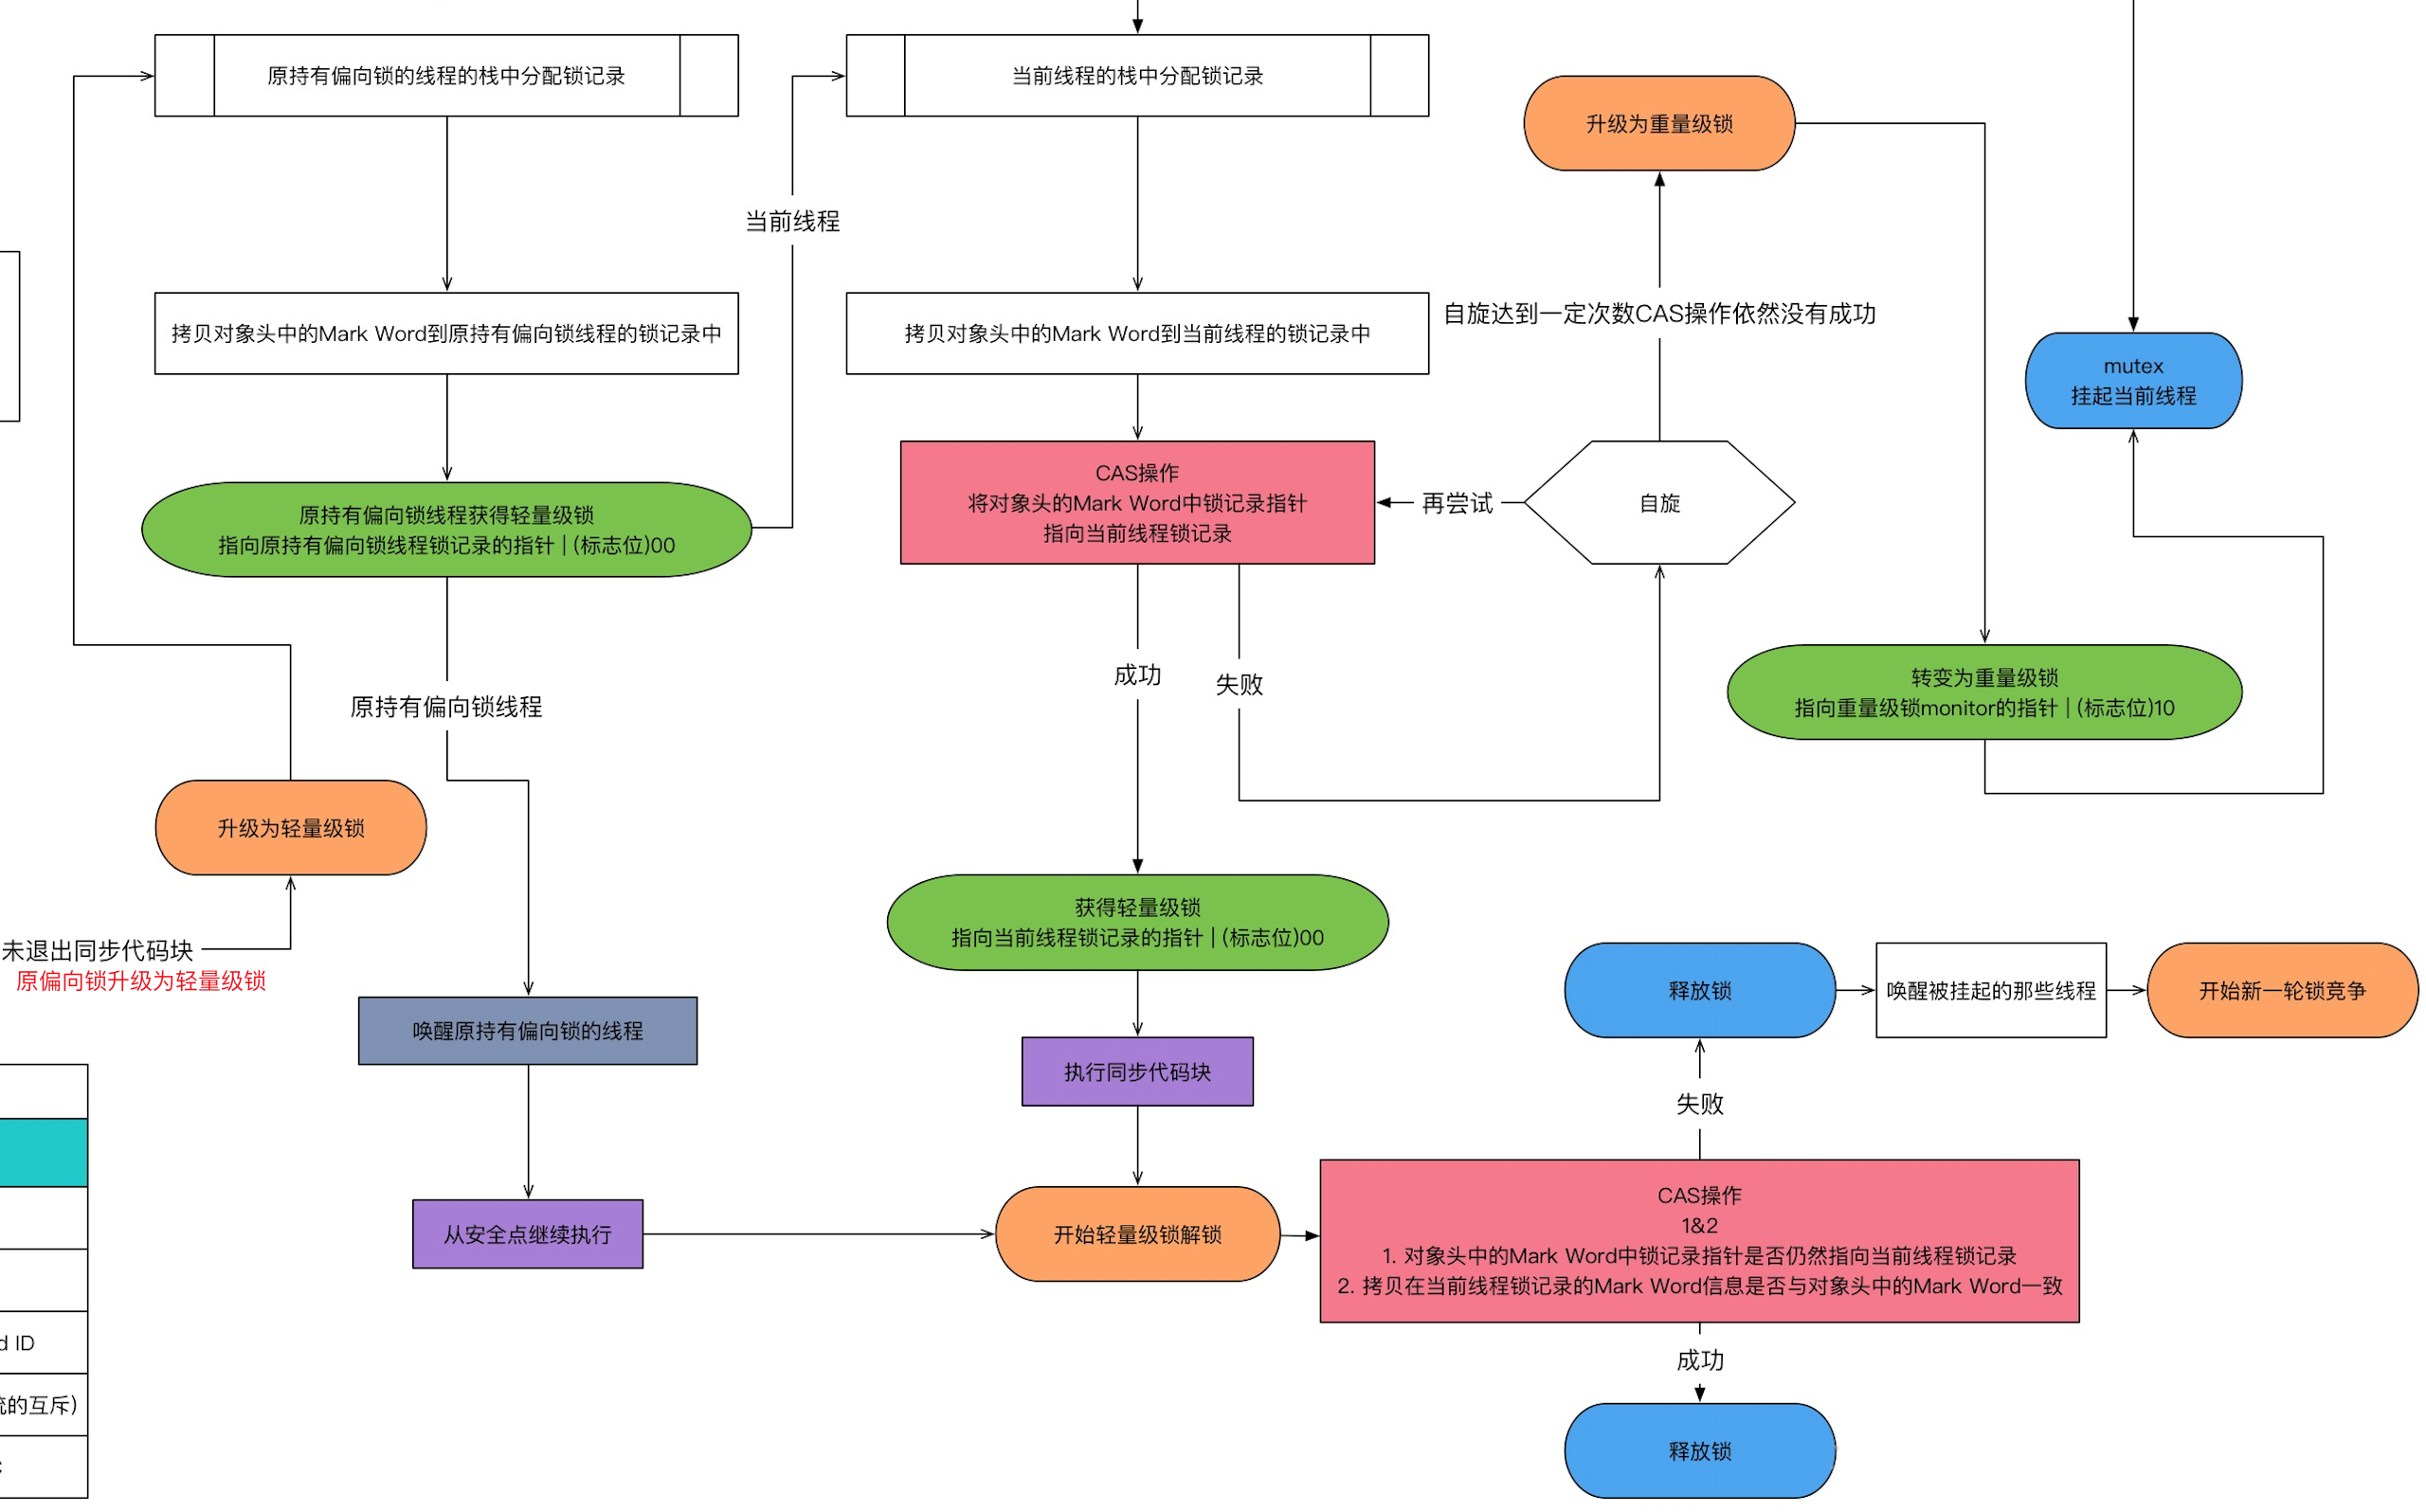 原持有偏向锁的线程的栈中分配锁记录
当前线程的栈中分配锁记录
升级为重量级锁
当前线程
拷贝对象头中的Mark Word到原持有偏向锁线程的锁记录中
拷贝对象头中的Mark Word到当前线程的锁记录中
自旋达到一定次数CAS操作依然没有成功
mutex
挂起当前线程
原持有偏向锁线程获得轻量级锁
指向原持有偏向锁线程锁记录的指针 | (标志位)00
CAS操作
将对象头的Mark Word中锁记录指针
指向当前线程锁记录
再尝试
自旋
成功
失败
原持有偏向锁线程
转变为重量级锁
指向重量级锁monitor的指针 | (标志位)10
升级为轻量级锁
获得轻量级锁
指向当前线程锁记录的指针 | (标志位)00
未退出同步代码块
原偏向锁升级为轻量级锁
释放锁
唤醒被挂起的那些线程
开始新一轮锁竞争
唤醒原持有偏向锁的线程
执行同步代码块
失败
从安全点继续执行
开始轻量级锁解锁
CAS操作
1&2
1. 对象头中的Mark Word中锁记录指针是否仍然指向当前线程锁记录
2. 拷贝在当前线程锁记录的Mark Word信息是否与对象头中的Mark Word一致
d ID
成功
的互斥)
释放锁